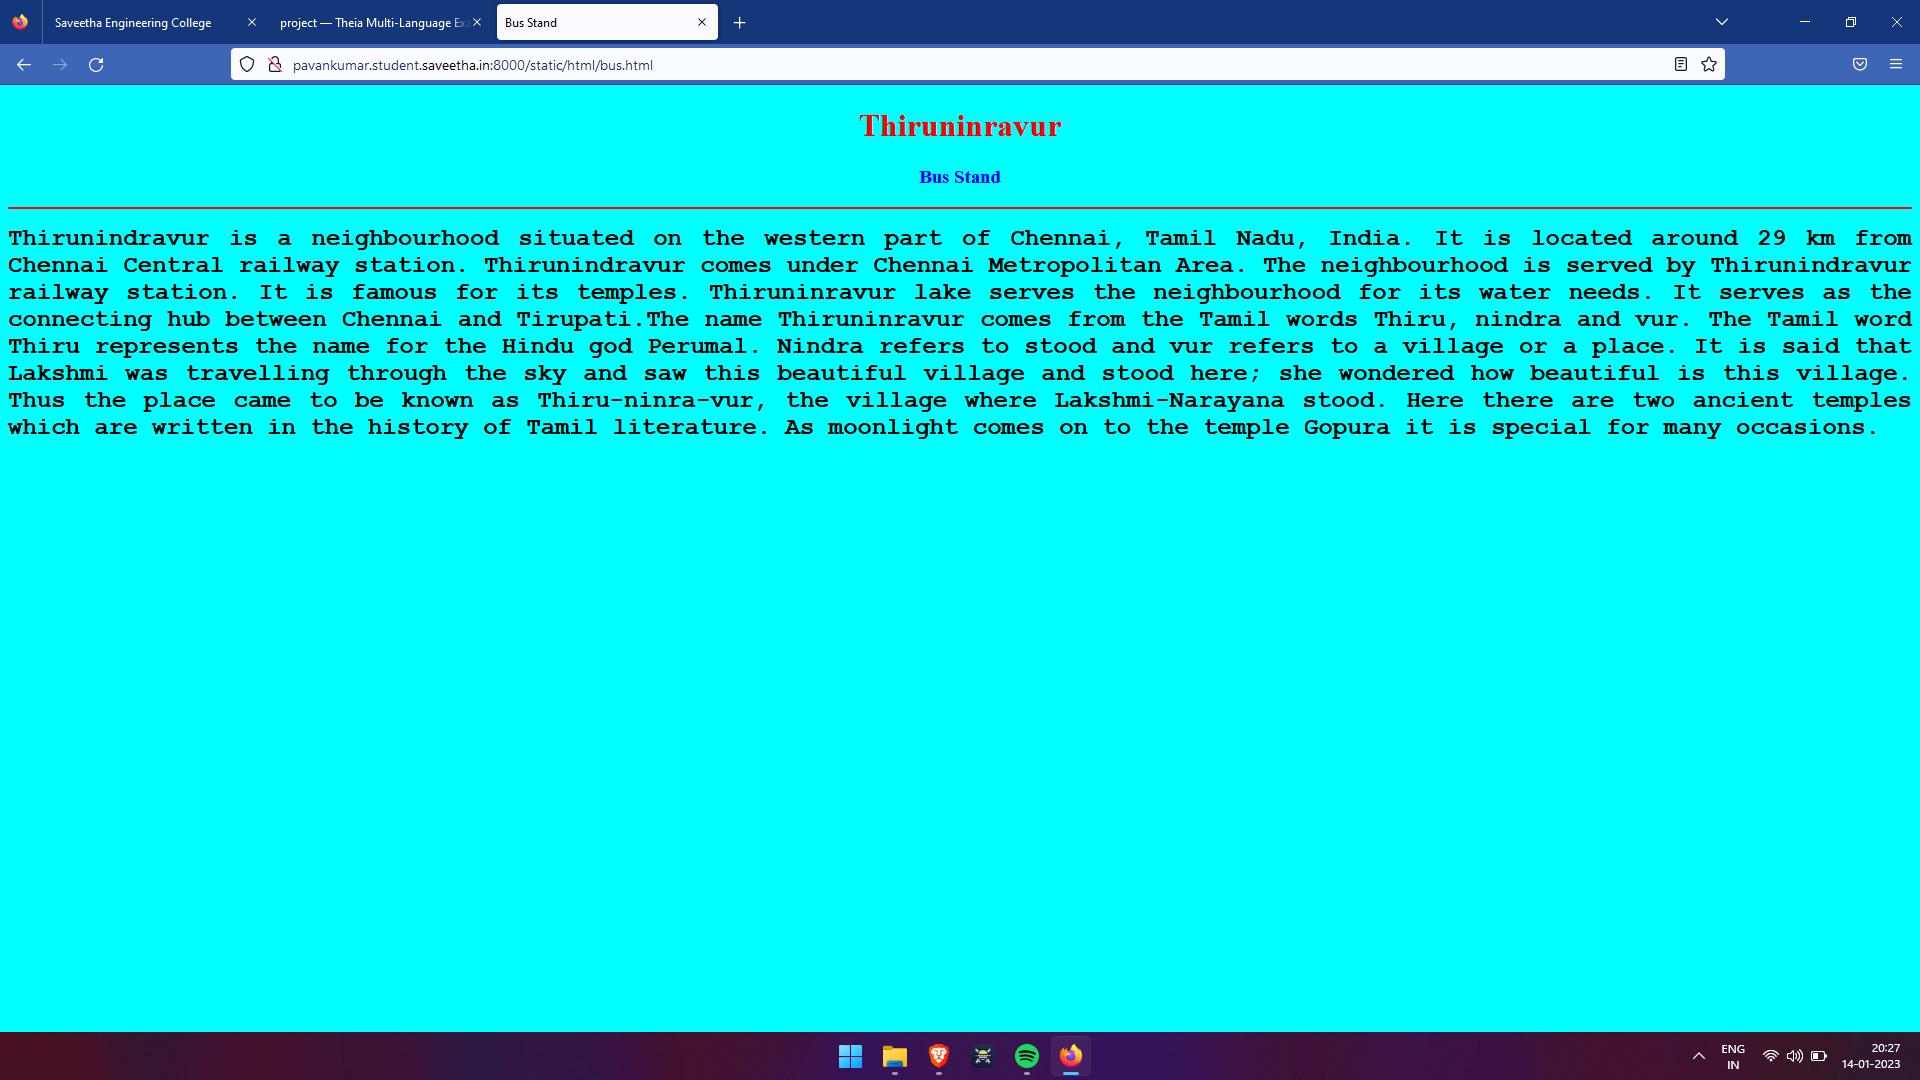 Saveetha Engineering College
project — Theia Multi-Language Ex
Bus Stand
pavankumar.student.saveetha.in:8000/static/html/bus.html
Thiruninravur
Bus Stand
Thirunindravur is a neighbourhood situated on the western part of Chennai, Tamil Nadu, India. It is located around 29 km from
Chennai Central railway station. Thirunindravur comes under Chennai Metropolitan Area. The neighbourhood is served by Thirunindravur
railway station. It is famous for its temples. Thiruninravur lake serves the neighbourhood for its water needs. It serves as the
connecting hub between Chennai and Tirupati.The name Thiruninravur comes from the Tamil words Thiru, nindra and vur. The Tamil word
Thiru represents the name for the Hindu god Perumal. Nindra refers to stood and vur refers to a village or a place. It is said that
Lakshmi was travelling through the sky and saw this beautiful village and stood here; she wondered how beautiful is this village.
Thus the place came to be known as Thiru-ninra-vur, the village where Lakshmi-Narayana stood. Here there are two ancient temples
which are written in the history of Tamil literature. As moonlight comes on to the temple Gopura it is special for many occasions.
ENG
IN
20:27
14-01-2023